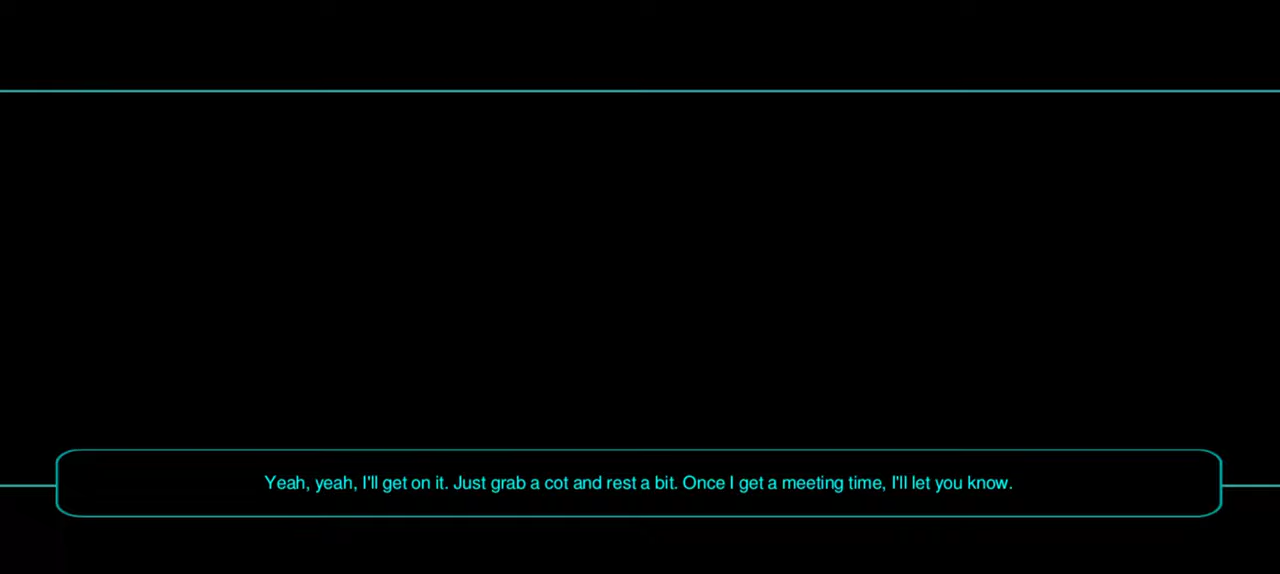 Yeah, yeah, I'll get on it. Just grab a cot and rest a bit. Once I get a meeting time, I'll let you know.